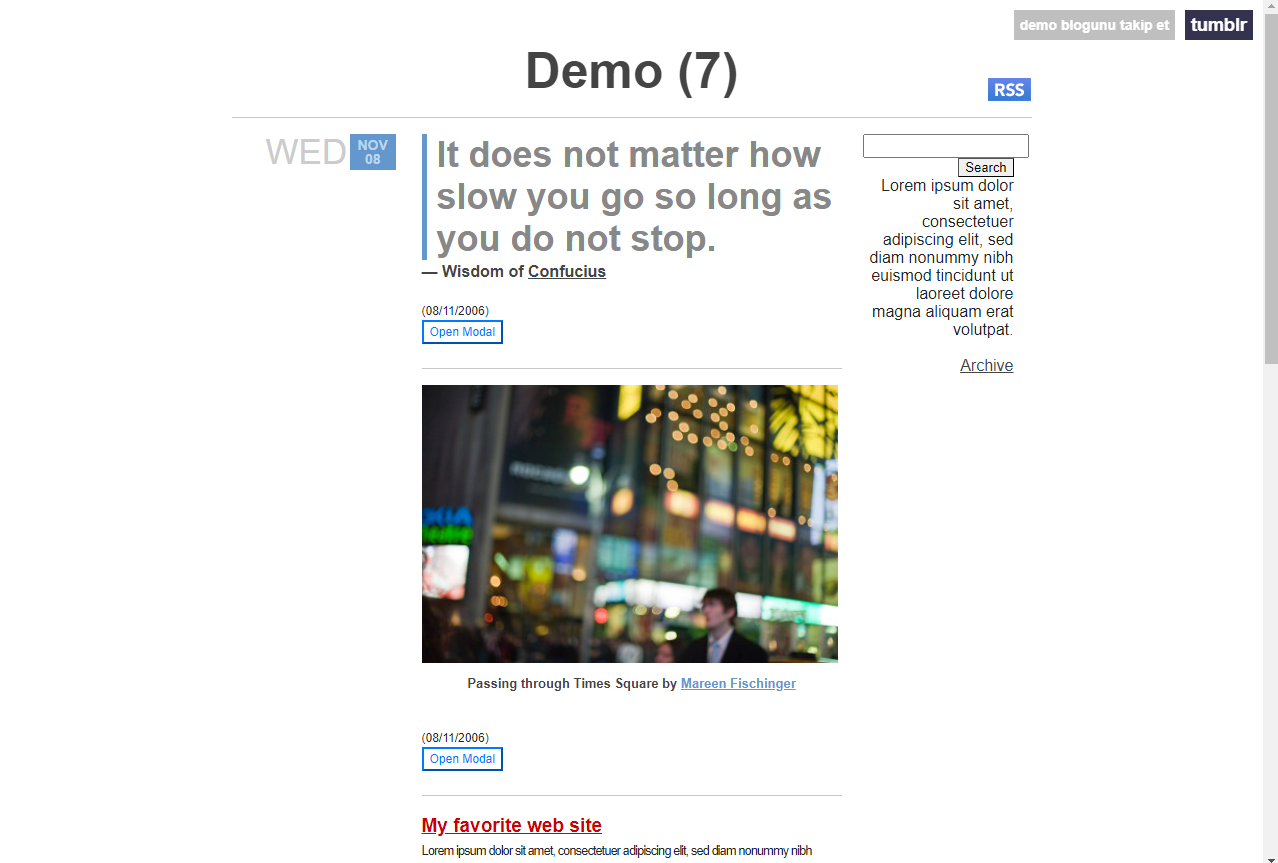 demo blogunu takip et
tumblr
Demo (7)
RSS
WED
NOV
08
It does not matter how
slow you go so long as
you do not stop.
— Wisdom of Confucius
(08/11/2006)
Open Modal
Search
Lorem ipsum dolor
sit amet,
consectetuer
adipiscing elit, sed
diam nonummy nibh
euismod tincidunt ut
laoreet dolore
magna aliquam erat
volutpat.
Archive
Passing through Times Square by Mareen Fischinger
(08/11/2006)
Open Modal
My favorite web site
Lorem ipsum dolor sit amet, consectetuer adipiscing elit, sed diam nonummy nibh